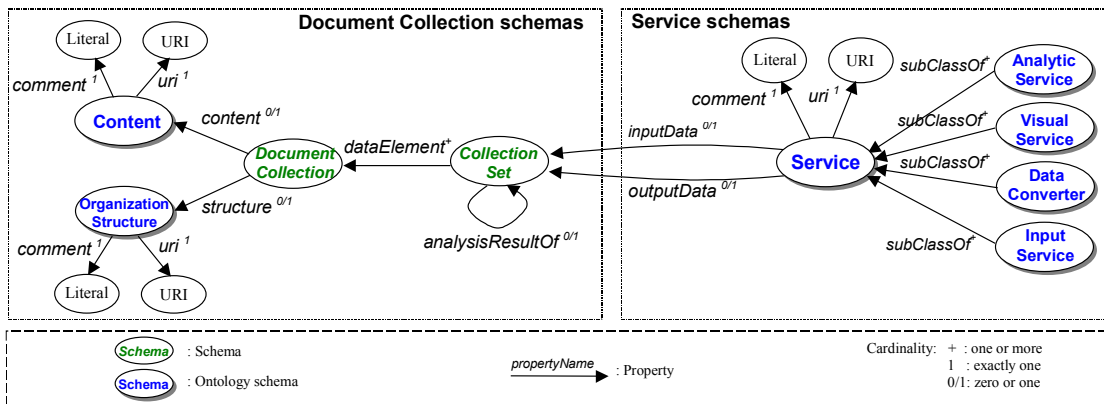 Document Collection schemas
Literal
URI
comment 1
uri 1
Content
content 0/1
Document
Collection
dataElement+
Collection
Set
Organization
Structure
structure 0/1
analysisResultOf 0/1
comment 1
uri 1
Literal
URI
Service schemas
Literal
URI
comment 1
uri 1
inputData 0/1
outputData 0/1
Service
subClassOf+
Analytic
Service
subClassOf+
Visual
Service
subClassOf+
Data
Converter
subClassOf+
Input
Service
Schema : Schema
Schema : Ontology schema
propertyName : Property
Cardinality: + : one or more
1 : exactly one
0/1: zero or one